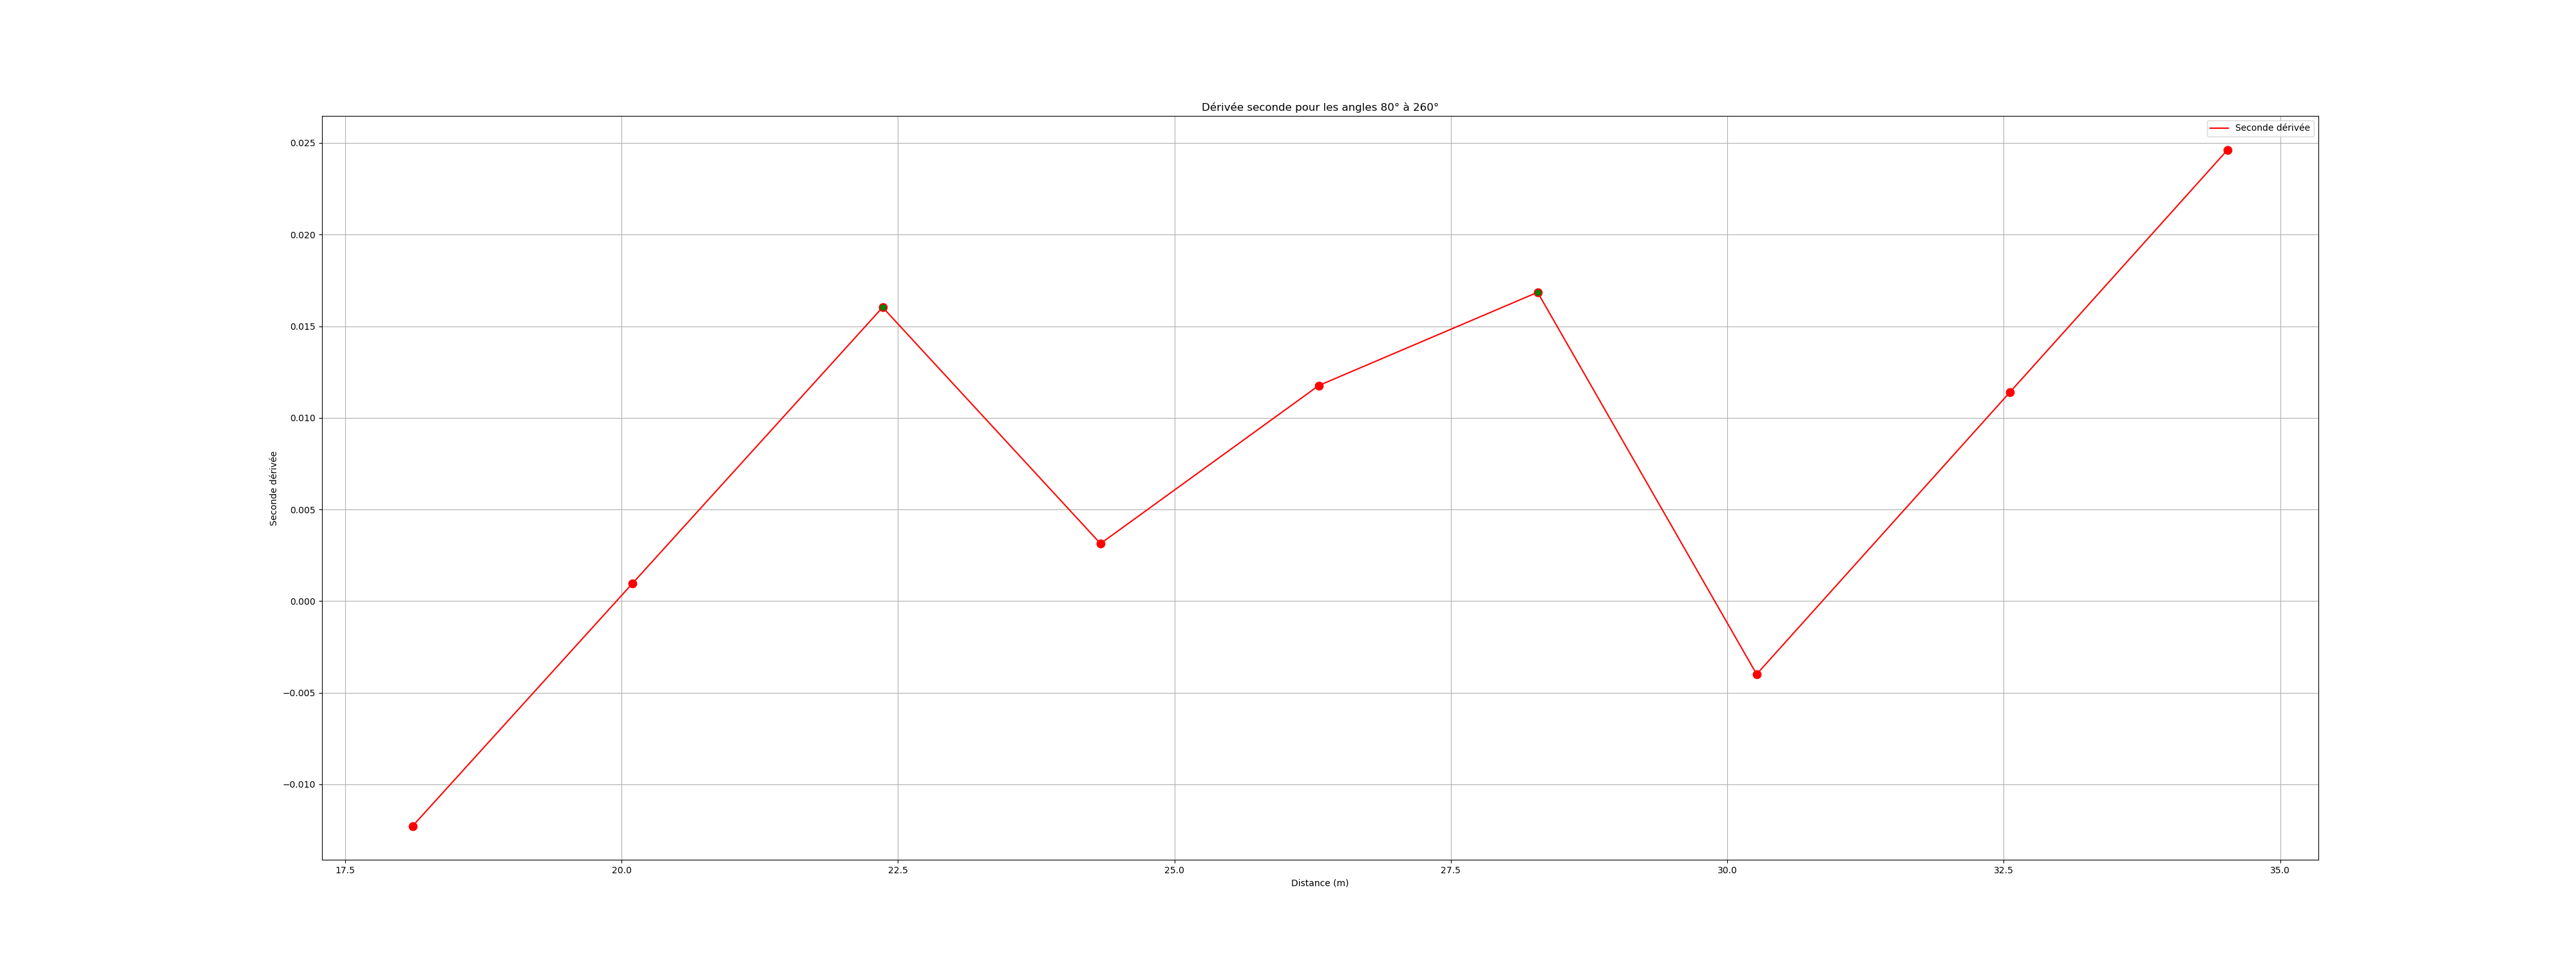 Dérivée seconde pour les angles 80° à 260°
Seconde dérivée
0.025
0.020
0.015
0.010
0.005
0.000
−0.005
−0.010
Seconde dérivée
17.5 20.0 22.5 25.0 27.5 30.0 32.5 35.0
Distance (m)